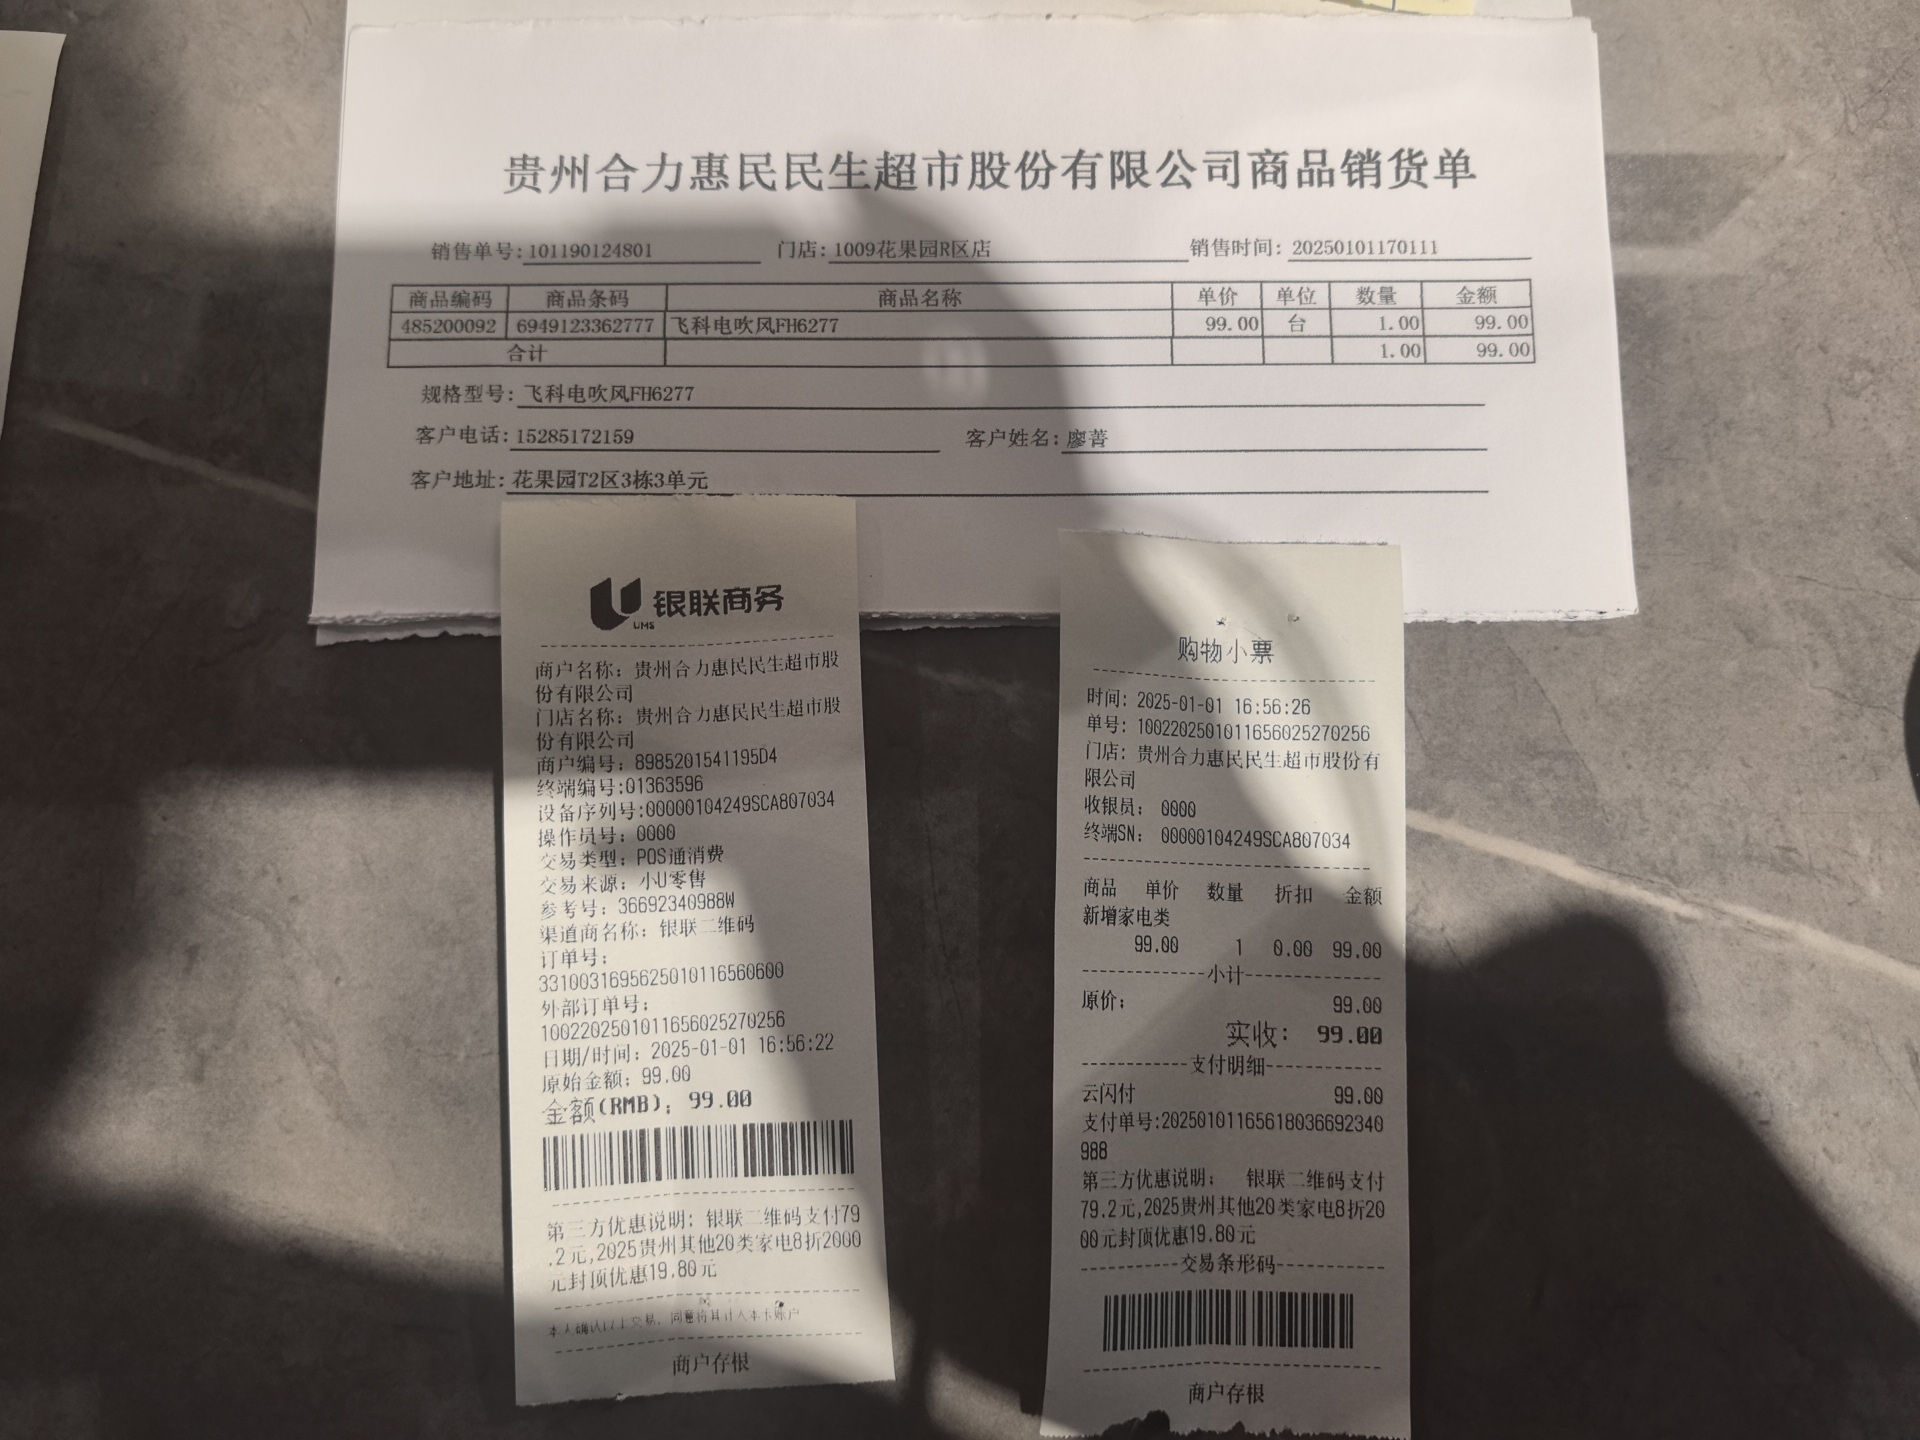 贵州合力惠民民生超市股份有限公司商品销货单
销售单号:101190124801 门店:1009花果园R区店 销售时间:20250101170111
商品编码 商品条码 商品名称 单价 单位 数量 金额
485200092 6949123362777 飞科电吹风FH6277 99.00 台 1.00 99.00
合计 1.00 99.00
规格型号:飞科电吹风FH6277
客户电话:15285172159 客户姓名:廖菁
客户地址:花果园T2区3栋3单元
银联商务
UMS
商户名称：贵州合力惠民民生超市股
份有限公司
门店名称：贵州合力惠民民生超市股
份有限公司
商户编号：8985201541195D4
终端编号:01363596
设备序列号:00000104249SCA807034
操作员号：0000
交易类型：POS通消费
交易来源：小U零售
参考号：36692340988W
渠道商名称：银联二维码
订单号：
3310031695625010116560600
外部订单号：
10022025010116560252​70256
日期/时间：2025-01-01 16:56:22
原始金额：99.00
金额(RMB)：99.00
第三方优惠说明：银联二维码支付79
.2元,2025贵州其他20类家电8折2000
元封顶优惠19.80元
本人确认以上交易，同意将其计入本卡账户
商户存根
购物小票
时间：2025-01-01 16:56:26
单号：1002202501011656025270256
门店：贵州合力惠民民生超市股份有
限公司
收银员： 0000
终端SN： 00000104249SCA807034
商品 单价 数量 折扣 金额
新增家电类
99.00 1 0.00 99.00
-----------小计-----------
原价： 99.00
实收： 99.00
----------支付明细----------
云闪付 99.00
支付单号:20250101165618036692340
988
第三方优惠说明： 银联二维码支付
79.2元,2025贵州其他20类家电8折20
00元封顶优惠19.80元
----------交易条形码----------
商户存根